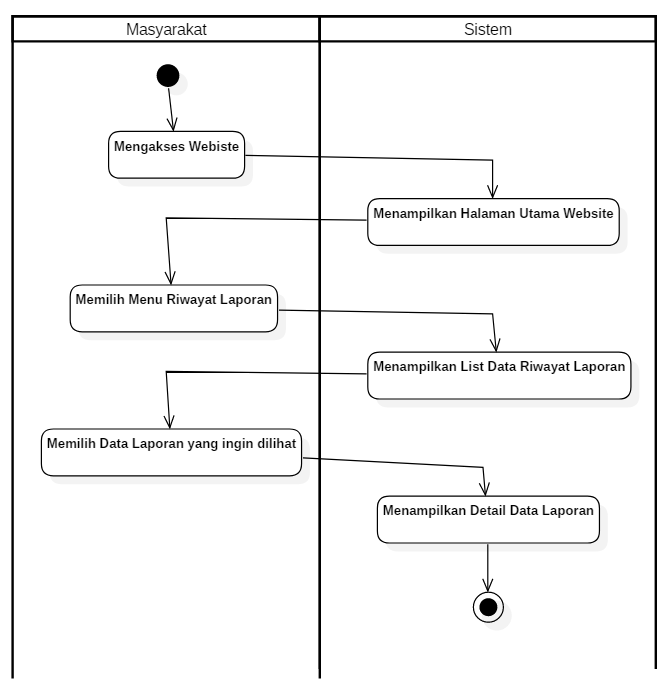 Masyarakat
Sistem
Mengakses Webiste
Menampilkan Halaman Utama Website
Memilih Menu Riwayat Laporan
Menampilkan List Data Riwayat Laporan
Memilih Data Laporan yang ingin dilihat
Menampilkan Detail Data Laporan